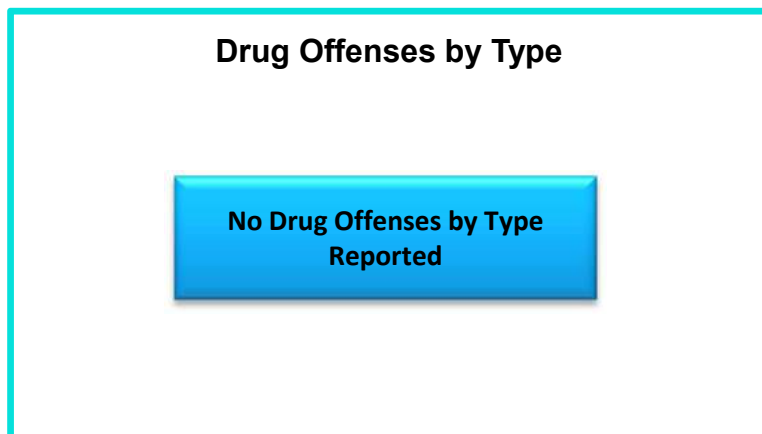 Drug Offenses by Type
No Drug Offenses by Type
Reported